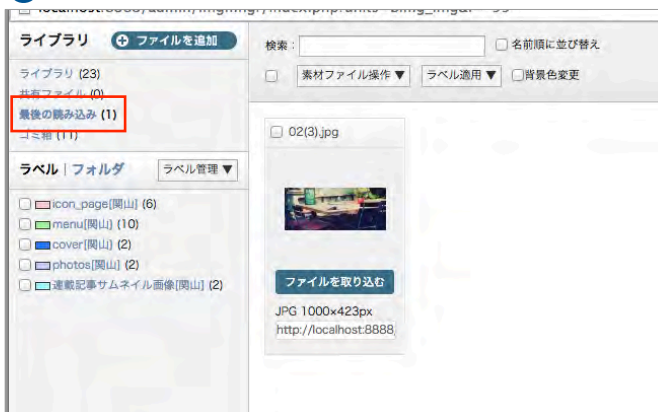 ライブラリ ファイルを追加
ライブラリ (23)
共有ファイル (0)
最後の読み込み (1)
ゴミ箱 (11)
ラベル | フォルダ ラベル管理 ▼
icon_page[関山] (6)
menu[関山] (10)
cover[関山] (2)
photos[関山] (2)
連載記事サムネイル画像[関山] (2)
検索 : 名前順に並び替え
素材ファイル操作 ▼ ラベル適用 ▼ 背景色変更
02(3).jpg
ファイルを取り込む
JPG 1000×423px
http://localhost:8888